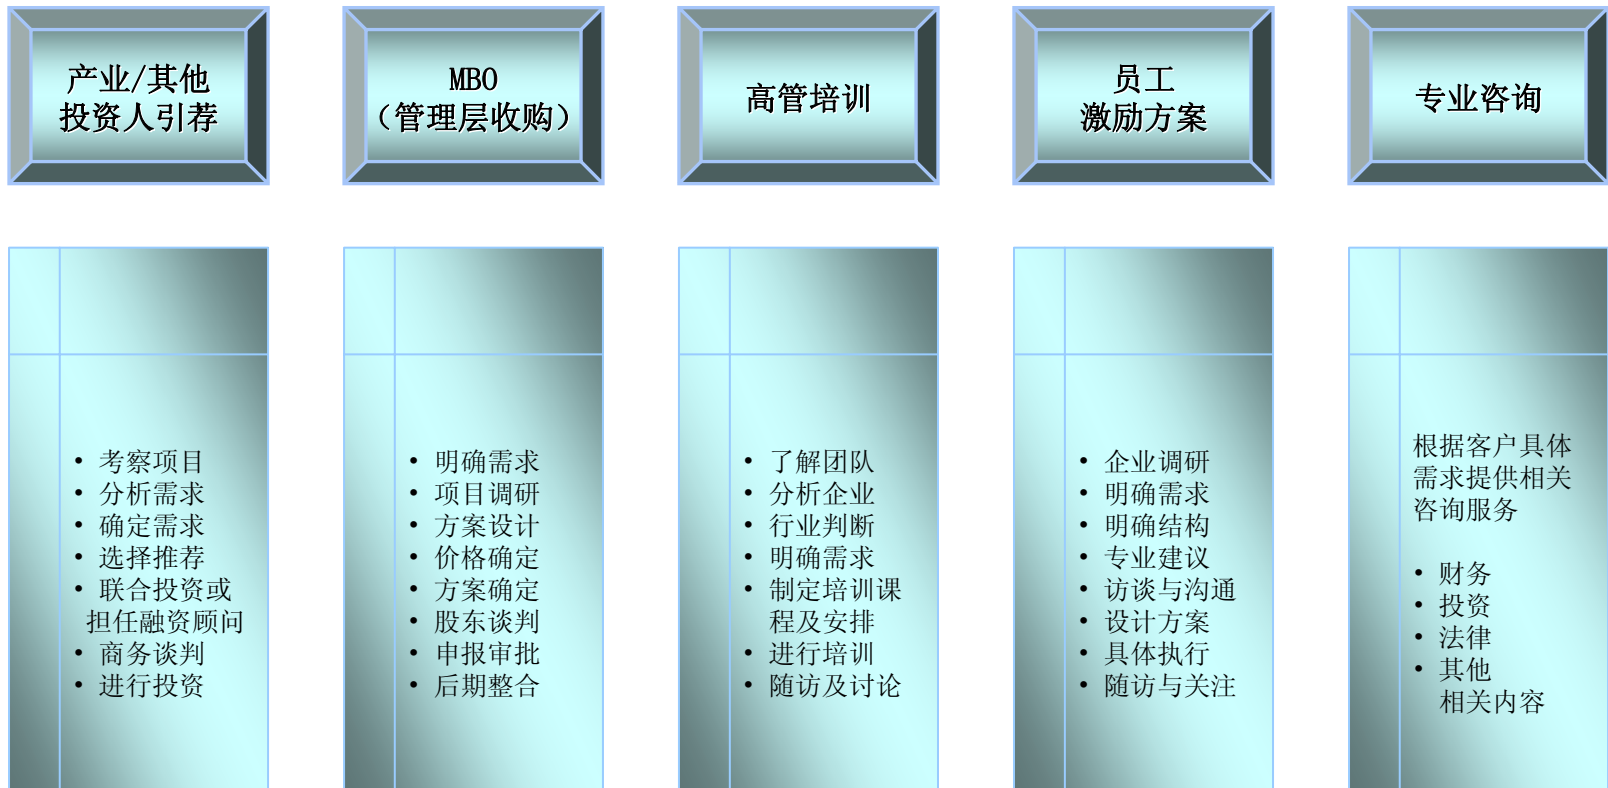 产业/其他
投资人引荐
MBO
（管理层收购）
高管培训
员工
激励方案
专业咨询
• 考察项目
• 分析需求
• 确定需求
• 选择推荐
• 联合投资或
担任融资顾问
• 商务谈判
• 进行投资
• 明确需求
• 项目调研
• 方案设计
• 价格确定
• 方案确定
• 股东谈判
• 申报审批
• 后期整合
• 了解团队
• 分析企业
• 行业判断
• 明确需求
• 制定培训课
程及安排
• 进行培训
• 随访及讨论
• 企业调研
• 明确需求
• 明确结构
• 专业建议
• 访谈与沟通
• 设计方案
• 具体执行
• 随访与关注
根据客户具体
需求提供相关
咨询服务
• 财务
• 投资
• 法律
• 其他
相关内容